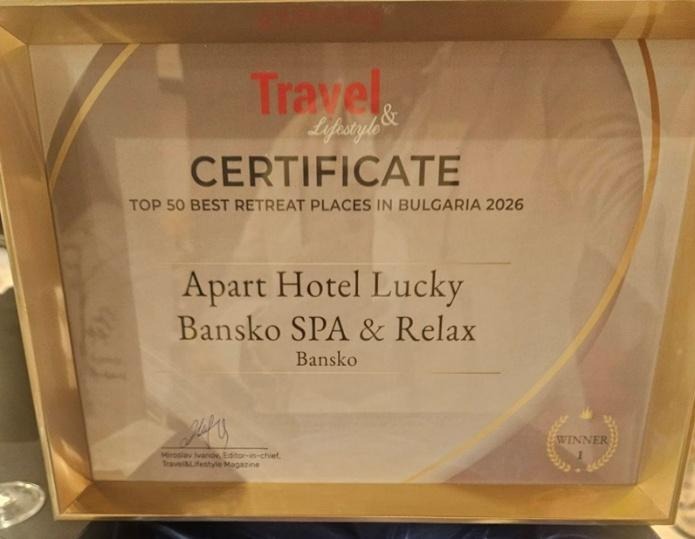 Travel
& Lifestyle
CERTIFICATE
TOP 50 BEST RETREAT PLACES IN BULGARIA 2026
Apart Hotel Lucky
Bansko SPA & Relax
Bansko
Miroslav Ivanov, Editor-in-chief,
Travel&Lifestyle Magazine
WINNER
1